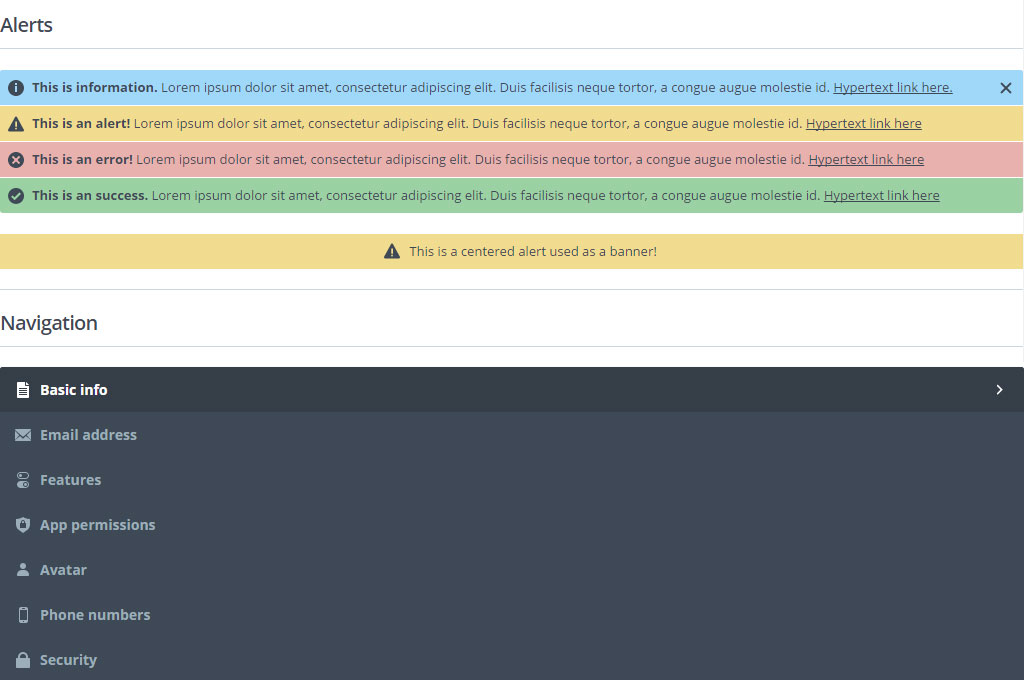 Alerts
This is information. Lorem ipsum dolor sit amet, consectetur adipiscing elit. Duis facilisis neque tortor, a congue augue molestie id. Hypertext link here.
This is an alert! Lorem ipsum dolor sit amet, consectetur adipiscing elit. Duis facilisis neque tortor, a congue augue molestie id. Hypertext link here
This is an error! Lorem ipsum dolor sit amet, consectetur adipiscing elit. Duis facilisis neque tortor, a congue augue molestie id. Hypertext link here
This is an success. Lorem ipsum dolor sit amet, consectetur adipiscing elit. Duis facilisis neque tortor, a congue augue molestie id. Hypertext link here
This is a centered alert used as a banner!
Navigation
Basic info
Email address
Features
App permissions
Avatar
Phone numbers
Security